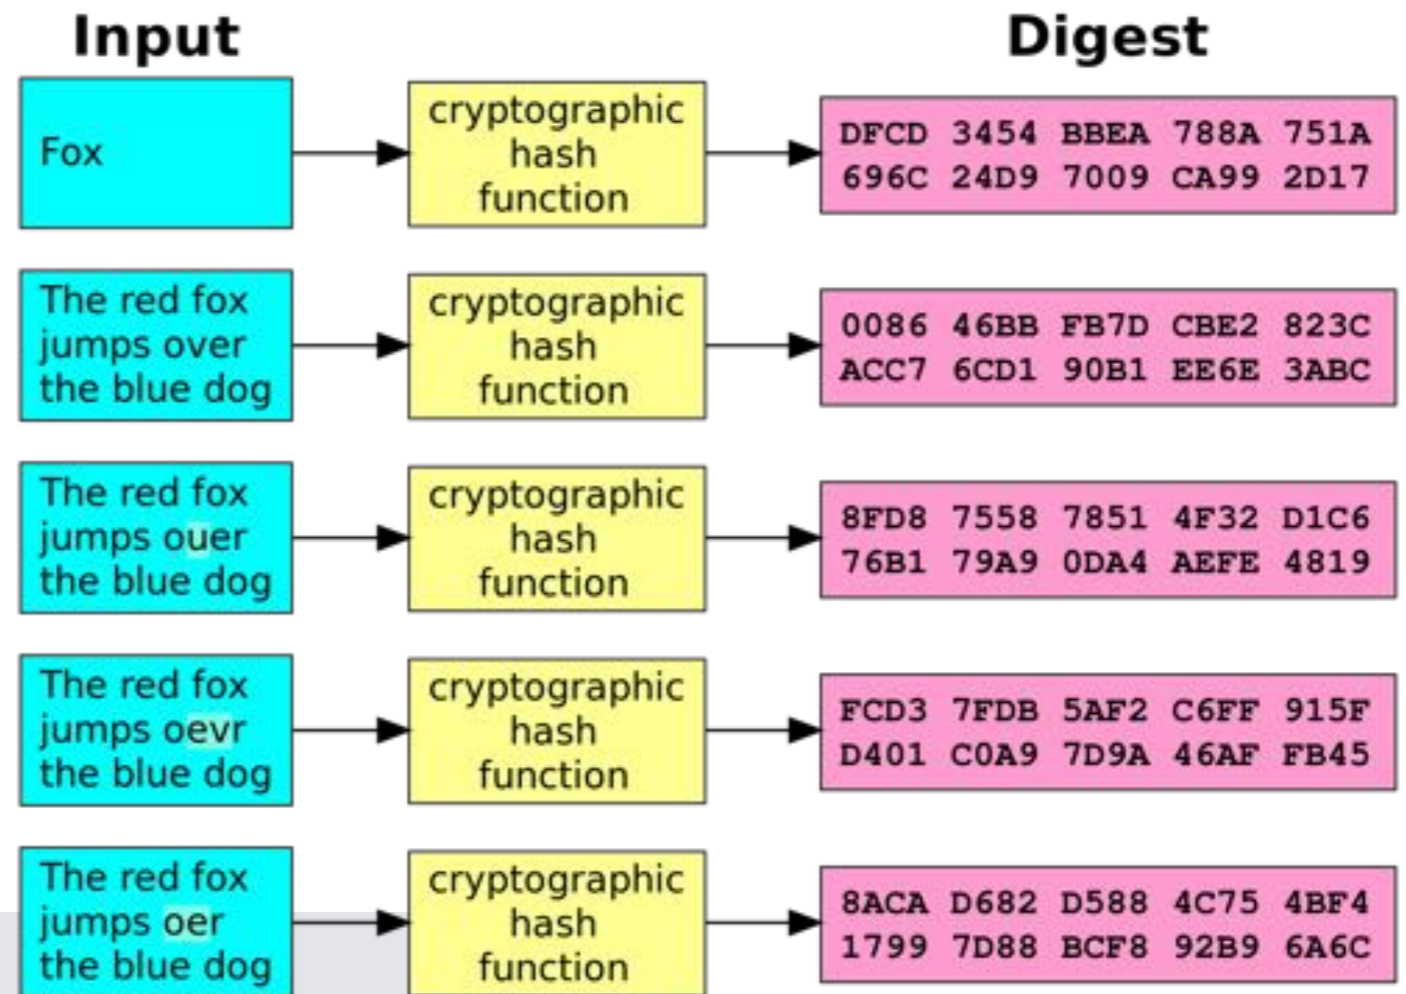 Input
Digest
Fox
cryptographic
hash
function
DFCD 3454 BBEA 788A 751A
696C 24D9 7009 CA99 2D17
The red fox
jumps over
the blue dog
cryptographic
hash
function
0086 46BB FB7D CBE2 823C
ACC7 6CD1 90B1 EE6E 3ABC
The red fox
jumps ouer
the blue dog
cryptographic
hash
function
8FD8 7558 7851 4F32 D1C6
76B1 79A9 0DA4 AEFE 4819
The red fox
jumps oevr
the blue dog
cryptographic
hash
function
FCD3 7FDB 5AF2 C6FF 915F
D401 C0A9 7D9A 46AF FB45
The red fox
jumps oer
the blue dog
cryptographic
hash
function
8ACA D682 D588 4C75 4BF4
1799 7D88 BCF8 92B9 6A6C